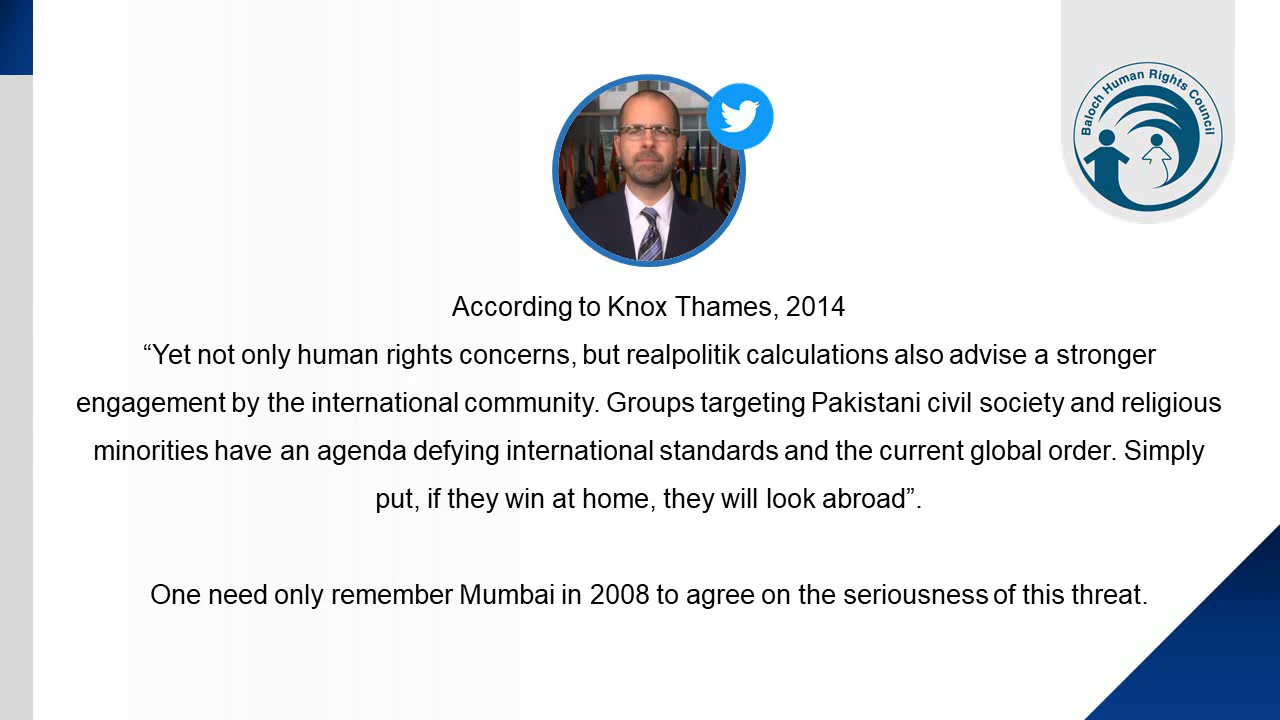 Baloch Human Rights Council
According to Knox Thames, 2014
“Yet not only human rights concerns, but realpolitik calculations also advise a stronger
engagement by the international community. Groups targeting Pakistani civil society and religious
minorities have an agenda defying international standards and the current global order. Simply
put, if they win at home, they will look abroad”.
One need only remember Mumbai in 2008 to agree on the seriousness of this threat.